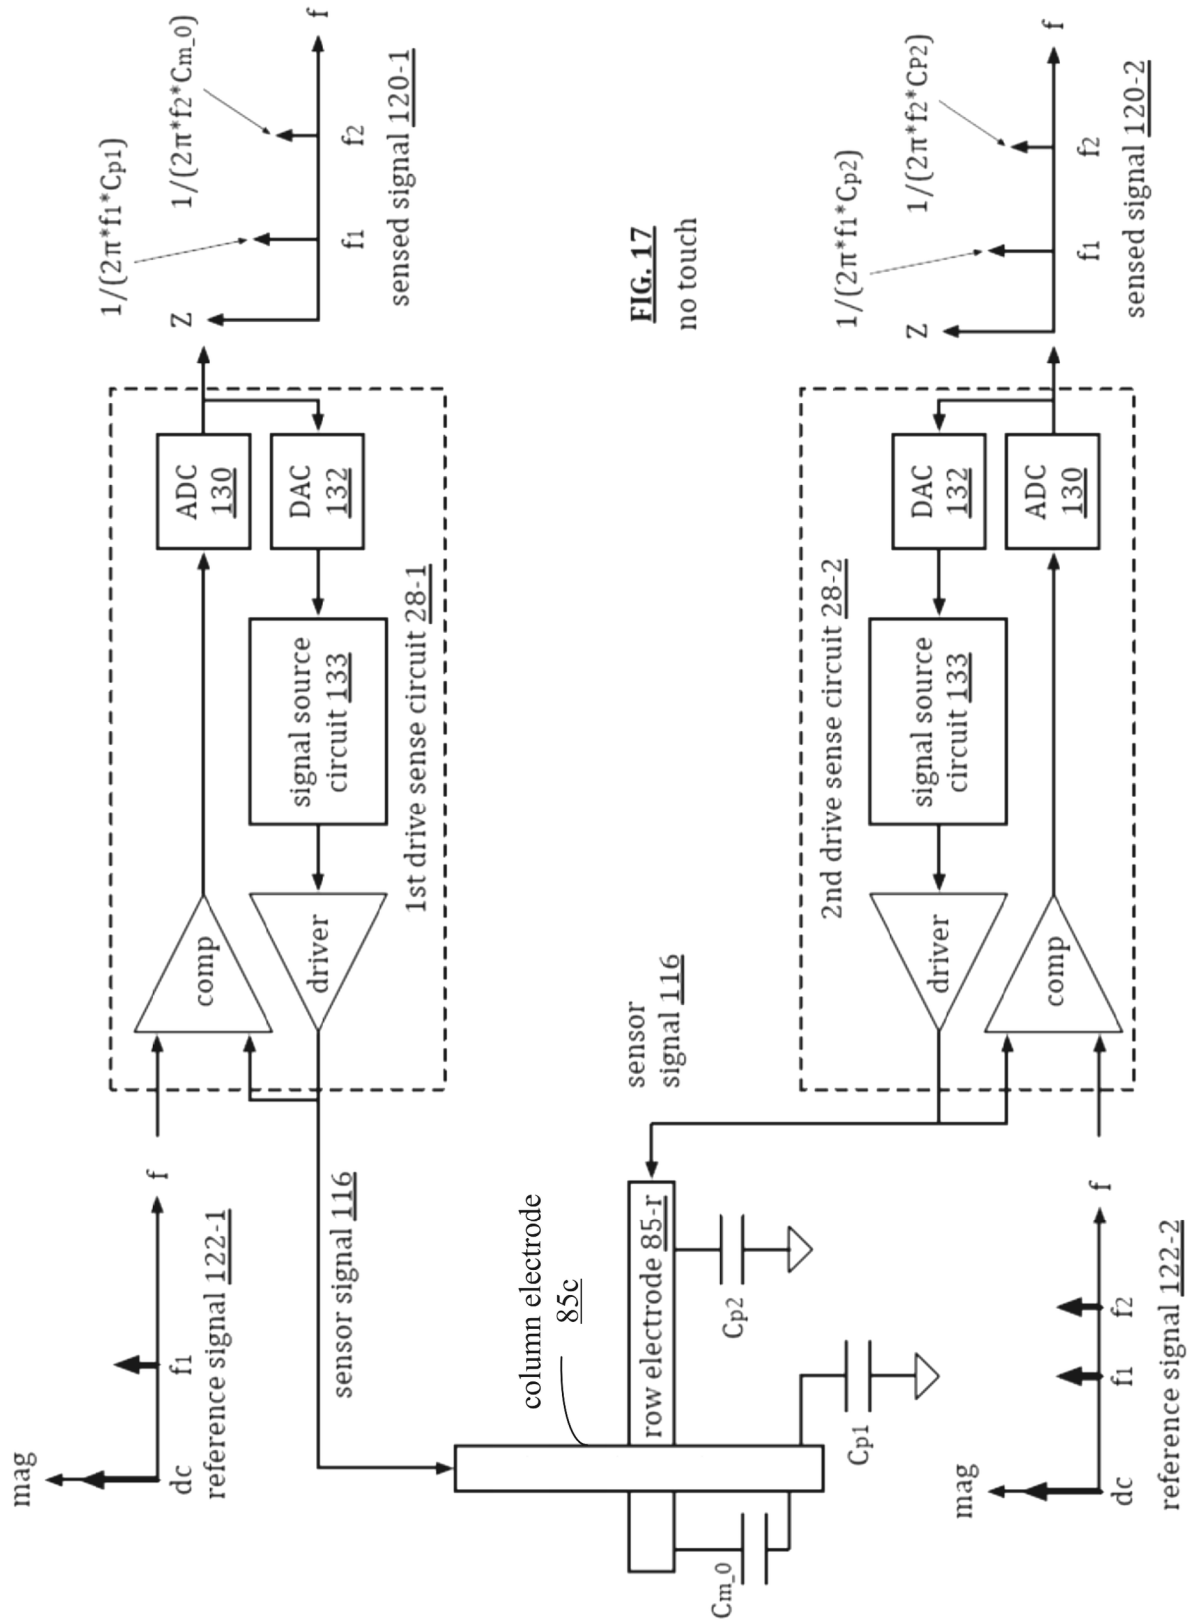 mag
dc
f1
f
reference signal 122-1
sensor signal 116
comp
driver
ADC
130
DAC
132
signal source
circuit 133
1st drive sense circuit 28-1
Z
1/(2π*f1*Cp1)
1/(2π*f2*Cm_0)
f1
f2
f
sensed signal 120-1
FIG. 17
no touch
column electrode
85c
row electrode 85-r
sensor
signal 116
Cm_0
Cp1
Cp2
mag
dc
f1
f2
f
reference signal 122-2
2nd drive sense circuit 28-2
driver
comp
signal source
circuit 133
DAC
132
ADC
130
Z
1/(2π*f1*Cp2)
1/(2π*f2*CP2)
f1
f2
f
sensed signal 120-2